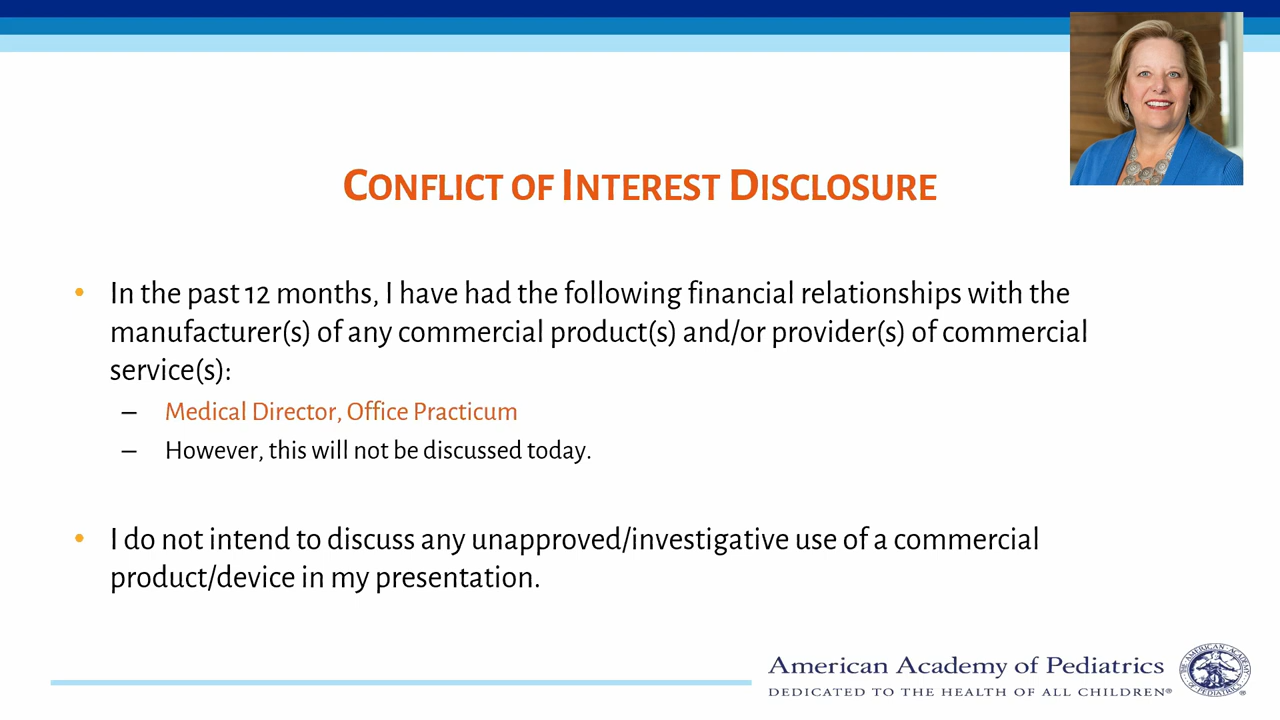 CONFLICT OF INTEREST DISCLOSURE
• In the past 12 months, I have had the following financial relationships with the
manufacturer(s) of any commercial product(s) and/or provider(s) of commercial
service(s):
– Medical Director, Office Practicum
– However, this will not be discussed today.
• I do not intend to discuss any unapproved/investigative use of a commercial
product/device in my presentation.
American Academy of Pediatrics
DEDICATED TO THE HEALTH OF ALL CHILDREN®